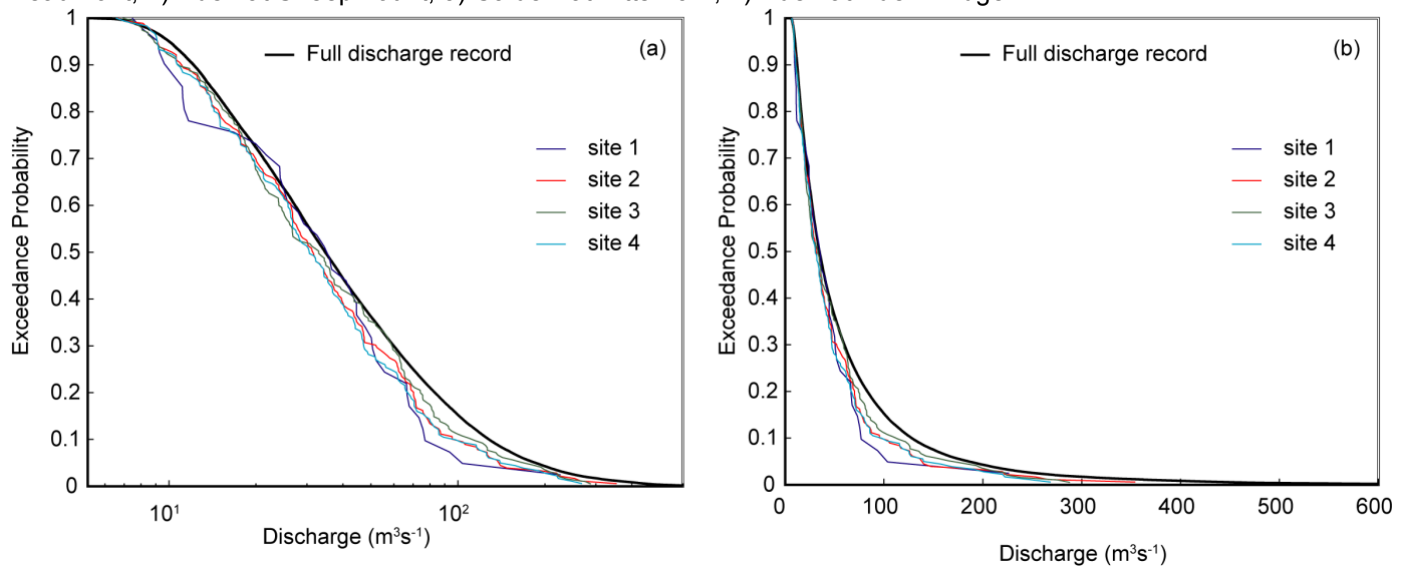 Full discharge record
(a)
site 1
site 2
site 3
site 4
1
0.9
0.8
0.7
0.6
0.5
0.4
0.3
0.2
0.1
0
Exceedance Probability
10¹
10²
Discharge (m³s⁻¹)
Full discharge record
(b)
site 1
site 2
site 3
site 4
1
0.9
0.8
0.7
0.6
0.5
0.4
0.3
0.2
0.1
0
Exceedance Probability
0
100
200
300
400
500
600
Discharge (m³s⁻¹)